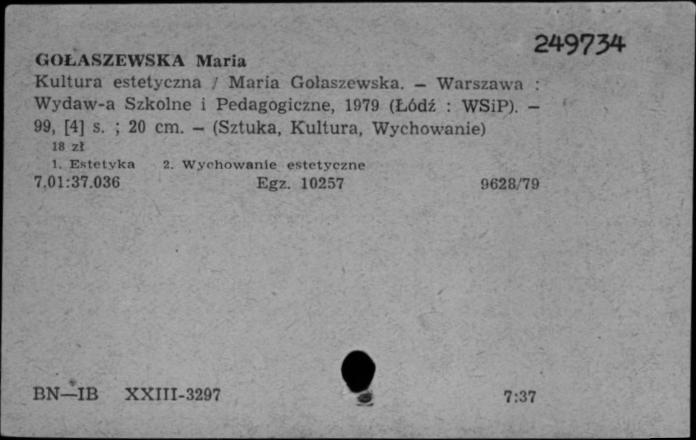 249734
GOŁASZEWSKA Maria
Kultura estetyczna / Maria Gołaszewska. — Warszawa :
Wydaw-a Szkolne i Pedagogiczne, 1979 (Łódź : WSiP). —
99, [4] s. ; 20 cm. — (Sztuka, Kultura, Wychowanie)
18 zł
1. Estetyka 2. Wychowanie estetyczne
7.01:37.036 Egz. 10257 9628/79
BN—IB XXIII-3297 7:37